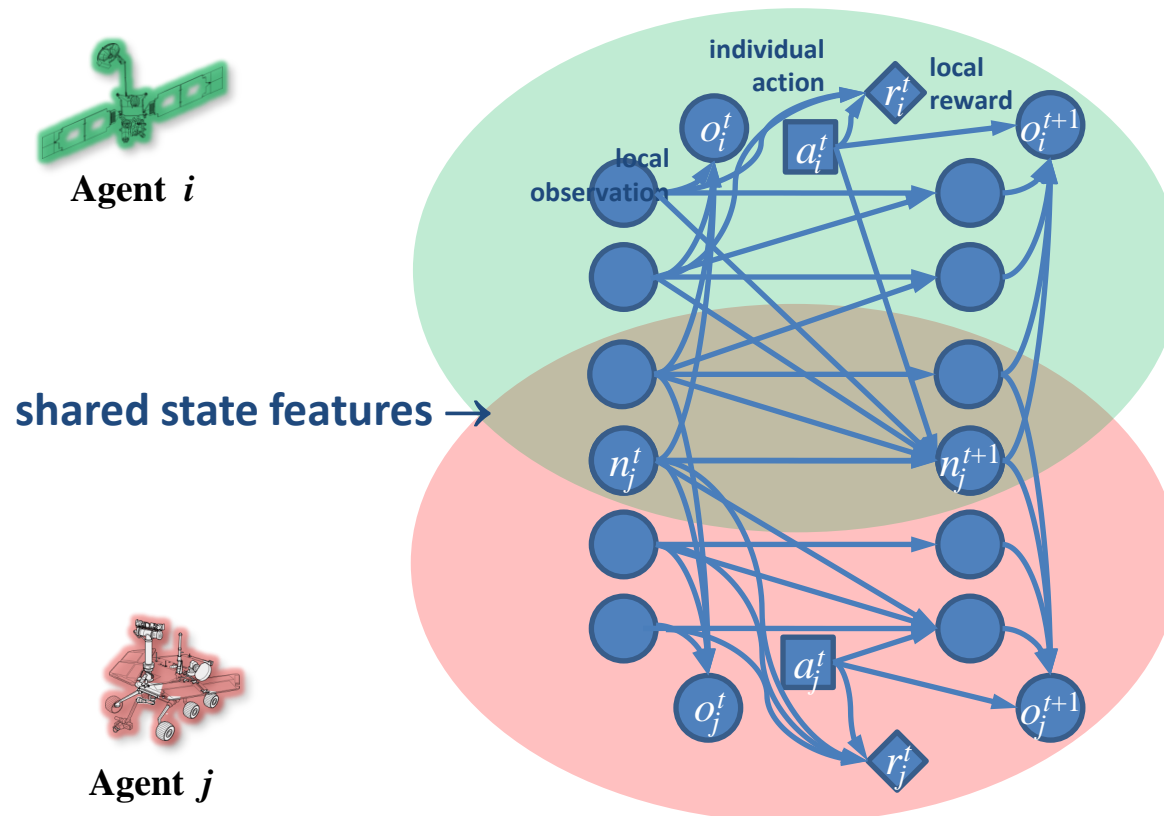 individual
action
local
reward
r_i^t
o_i^t
a_i^t
o_i^{t+1}
local
observation
Agent i
shared state features →
n_j^t
n_j^{t+1}
a_j^t
o_j^t
o_j^{t+1}
r_j^t
Agent j